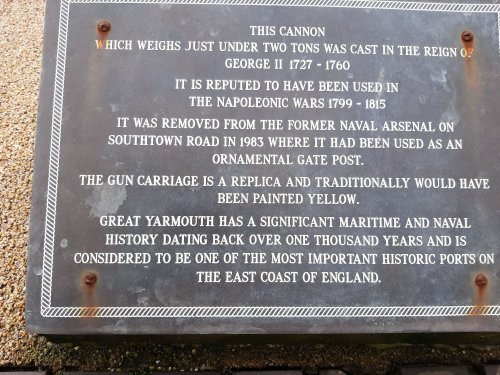 THIS CANNON
WHICH WEIGHS JUST UNDER TWO TONS WAS CAST IN THE REIGN OF
GEORGE II 1727 - 1760
IT IS REPUTED TO HAVE BEEN USED IN
THE NAPOLEONIC WARS 1799 - 1815
IT WAS REMOVED FROM THE FORMER NAVAL ARSENAL ON
SOUTHTOWN ROAD IN 1983 WHERE IT HAD BEEN USED AS AN
ORNAMENTAL GATE POST.
THE GUN CARRIAGE IS A REPLICA AND TRADITIONALLY WOULD HAVE
BEEN PAINTED YELLOW.
GREAT YARMOUTH HAS A SIGNIFICANT MARITIME AND NAVAL
HISTORY DATING BACK OVER ONE THOUSAND YEARS AND IS
CONSIDERED TO BE ONE OF THE MOST IMPORTANT HISTORIC PORTS ON
THE EAST COAST OF ENGLAND.